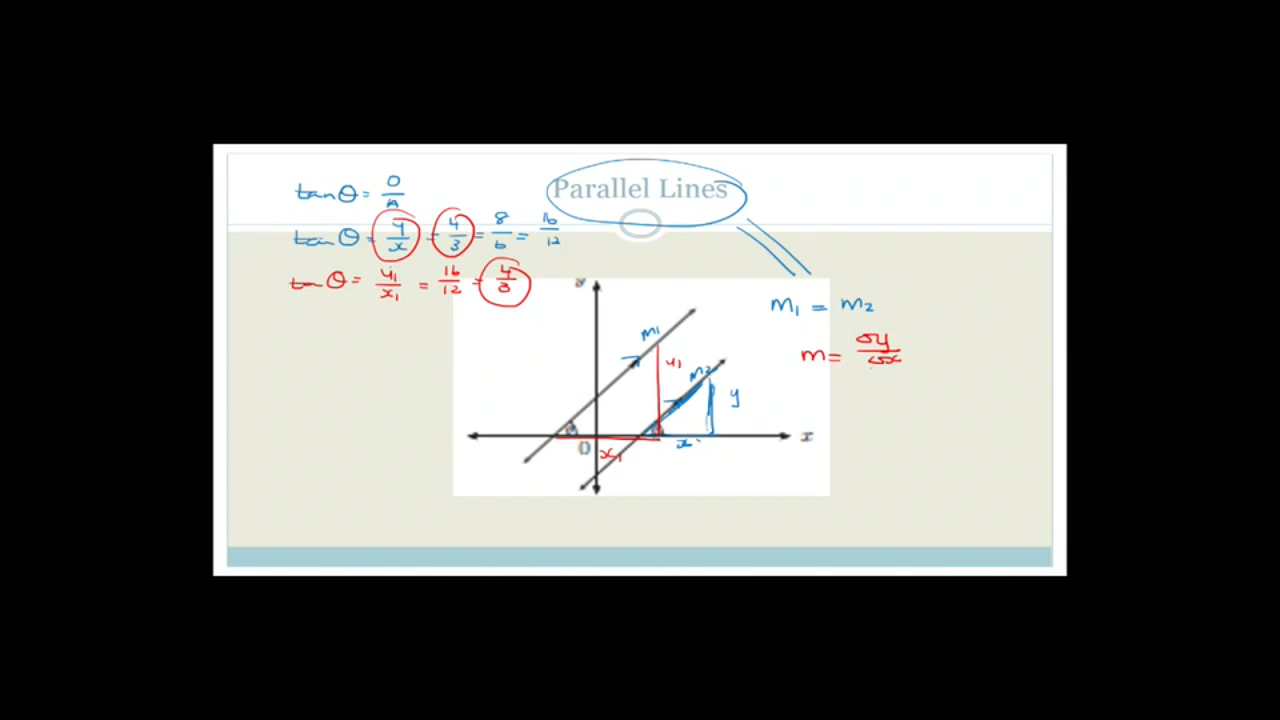 Parallel Lines
tan θ = O/A
tan θ = y/x = 4/3 = 8/6 = 16/12
tan θ = y₁/x₁ = 16/12 = 4/3
m₁ = m₂
m = Δy/Δx
m₁
y₁
m₂
y
θ
θ
x
x
O
x₁